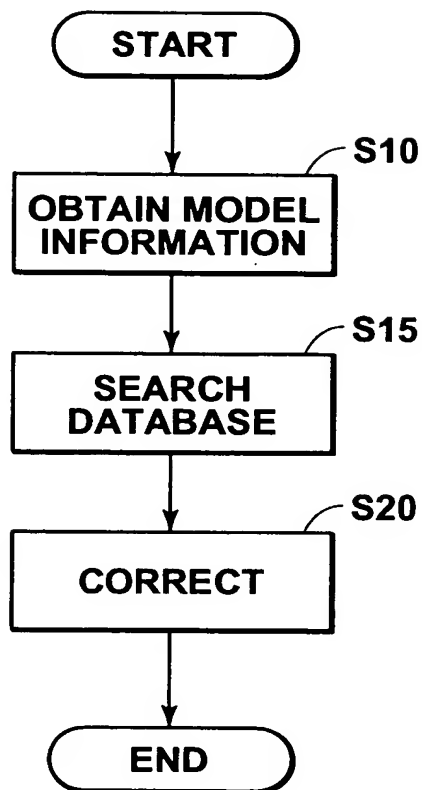 START
S10
OBTAIN MODEL
INFORMATION
S15
SEARCH
DATABASE
S20
CORRECT
END